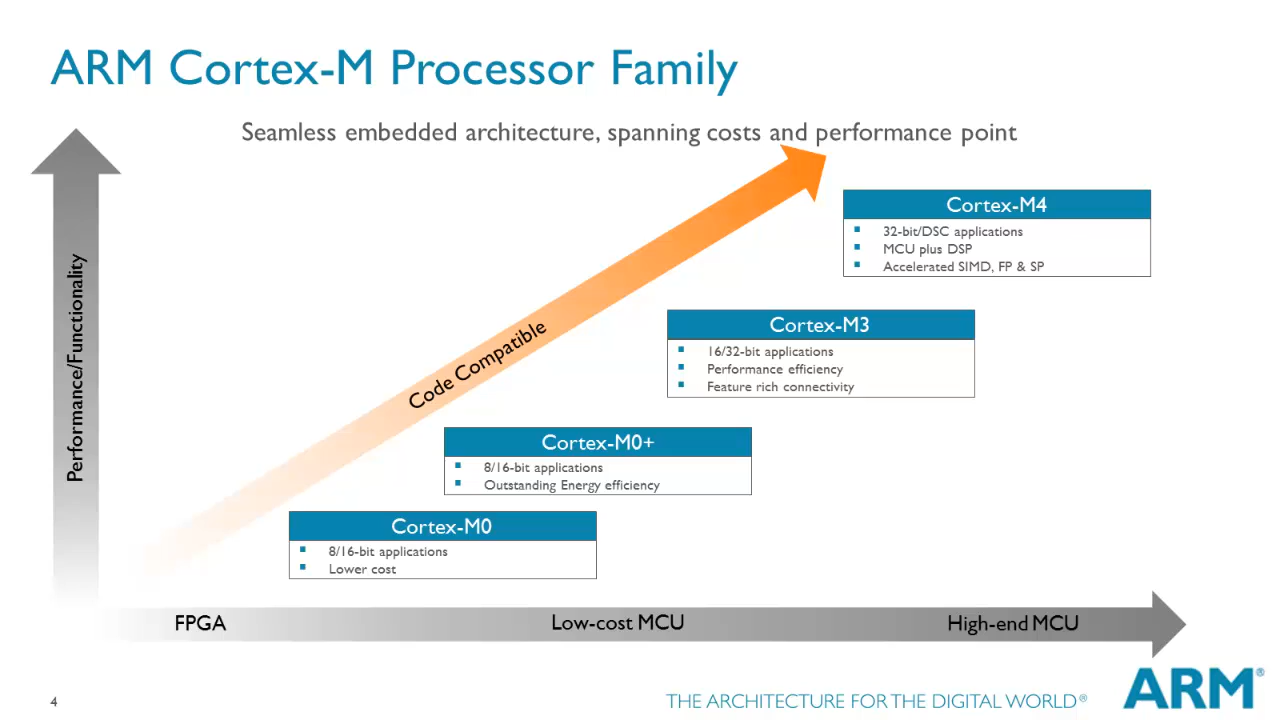 ARM Cortex-M Processor Family
Seamless embedded architecture, spanning costs and performance point
Performance/Functionality
Code Compatible
Cortex-M4
32-bit/DSC applications
MCU plus DSP
Accelerated SIMD, FP & SP
Cortex-M3
16/32-bit applications
Performance efficiency
Feature rich connectivity
Cortex-M0+
8/16-bit applications
Outstanding Energy efficiency
Cortex-M0
8/16-bit applications
Lower cost
FPGA
Low-cost MCU
High-end MCU
4
THE ARCHITECTURE FOR THE DIGITAL WORLD®
ARM®